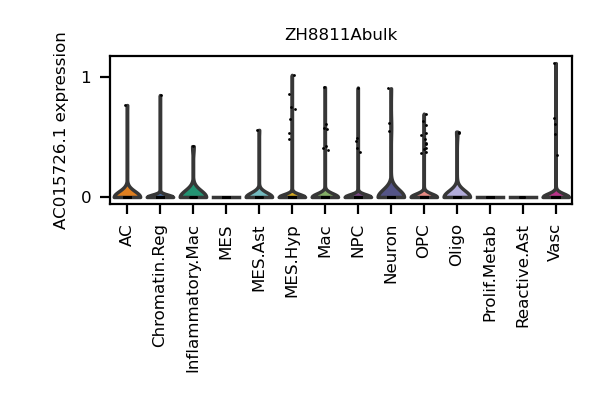 ZH8811Abulk
AC015726.1 expression
1
0
AC
Chromatin.Reg
Inflammatory.Mac
MES
MES.Ast
MES.Hyp
Mac
NPC
Neuron
OPC
Oligo
Prolif.Metab
Reactive.Ast
Vasc